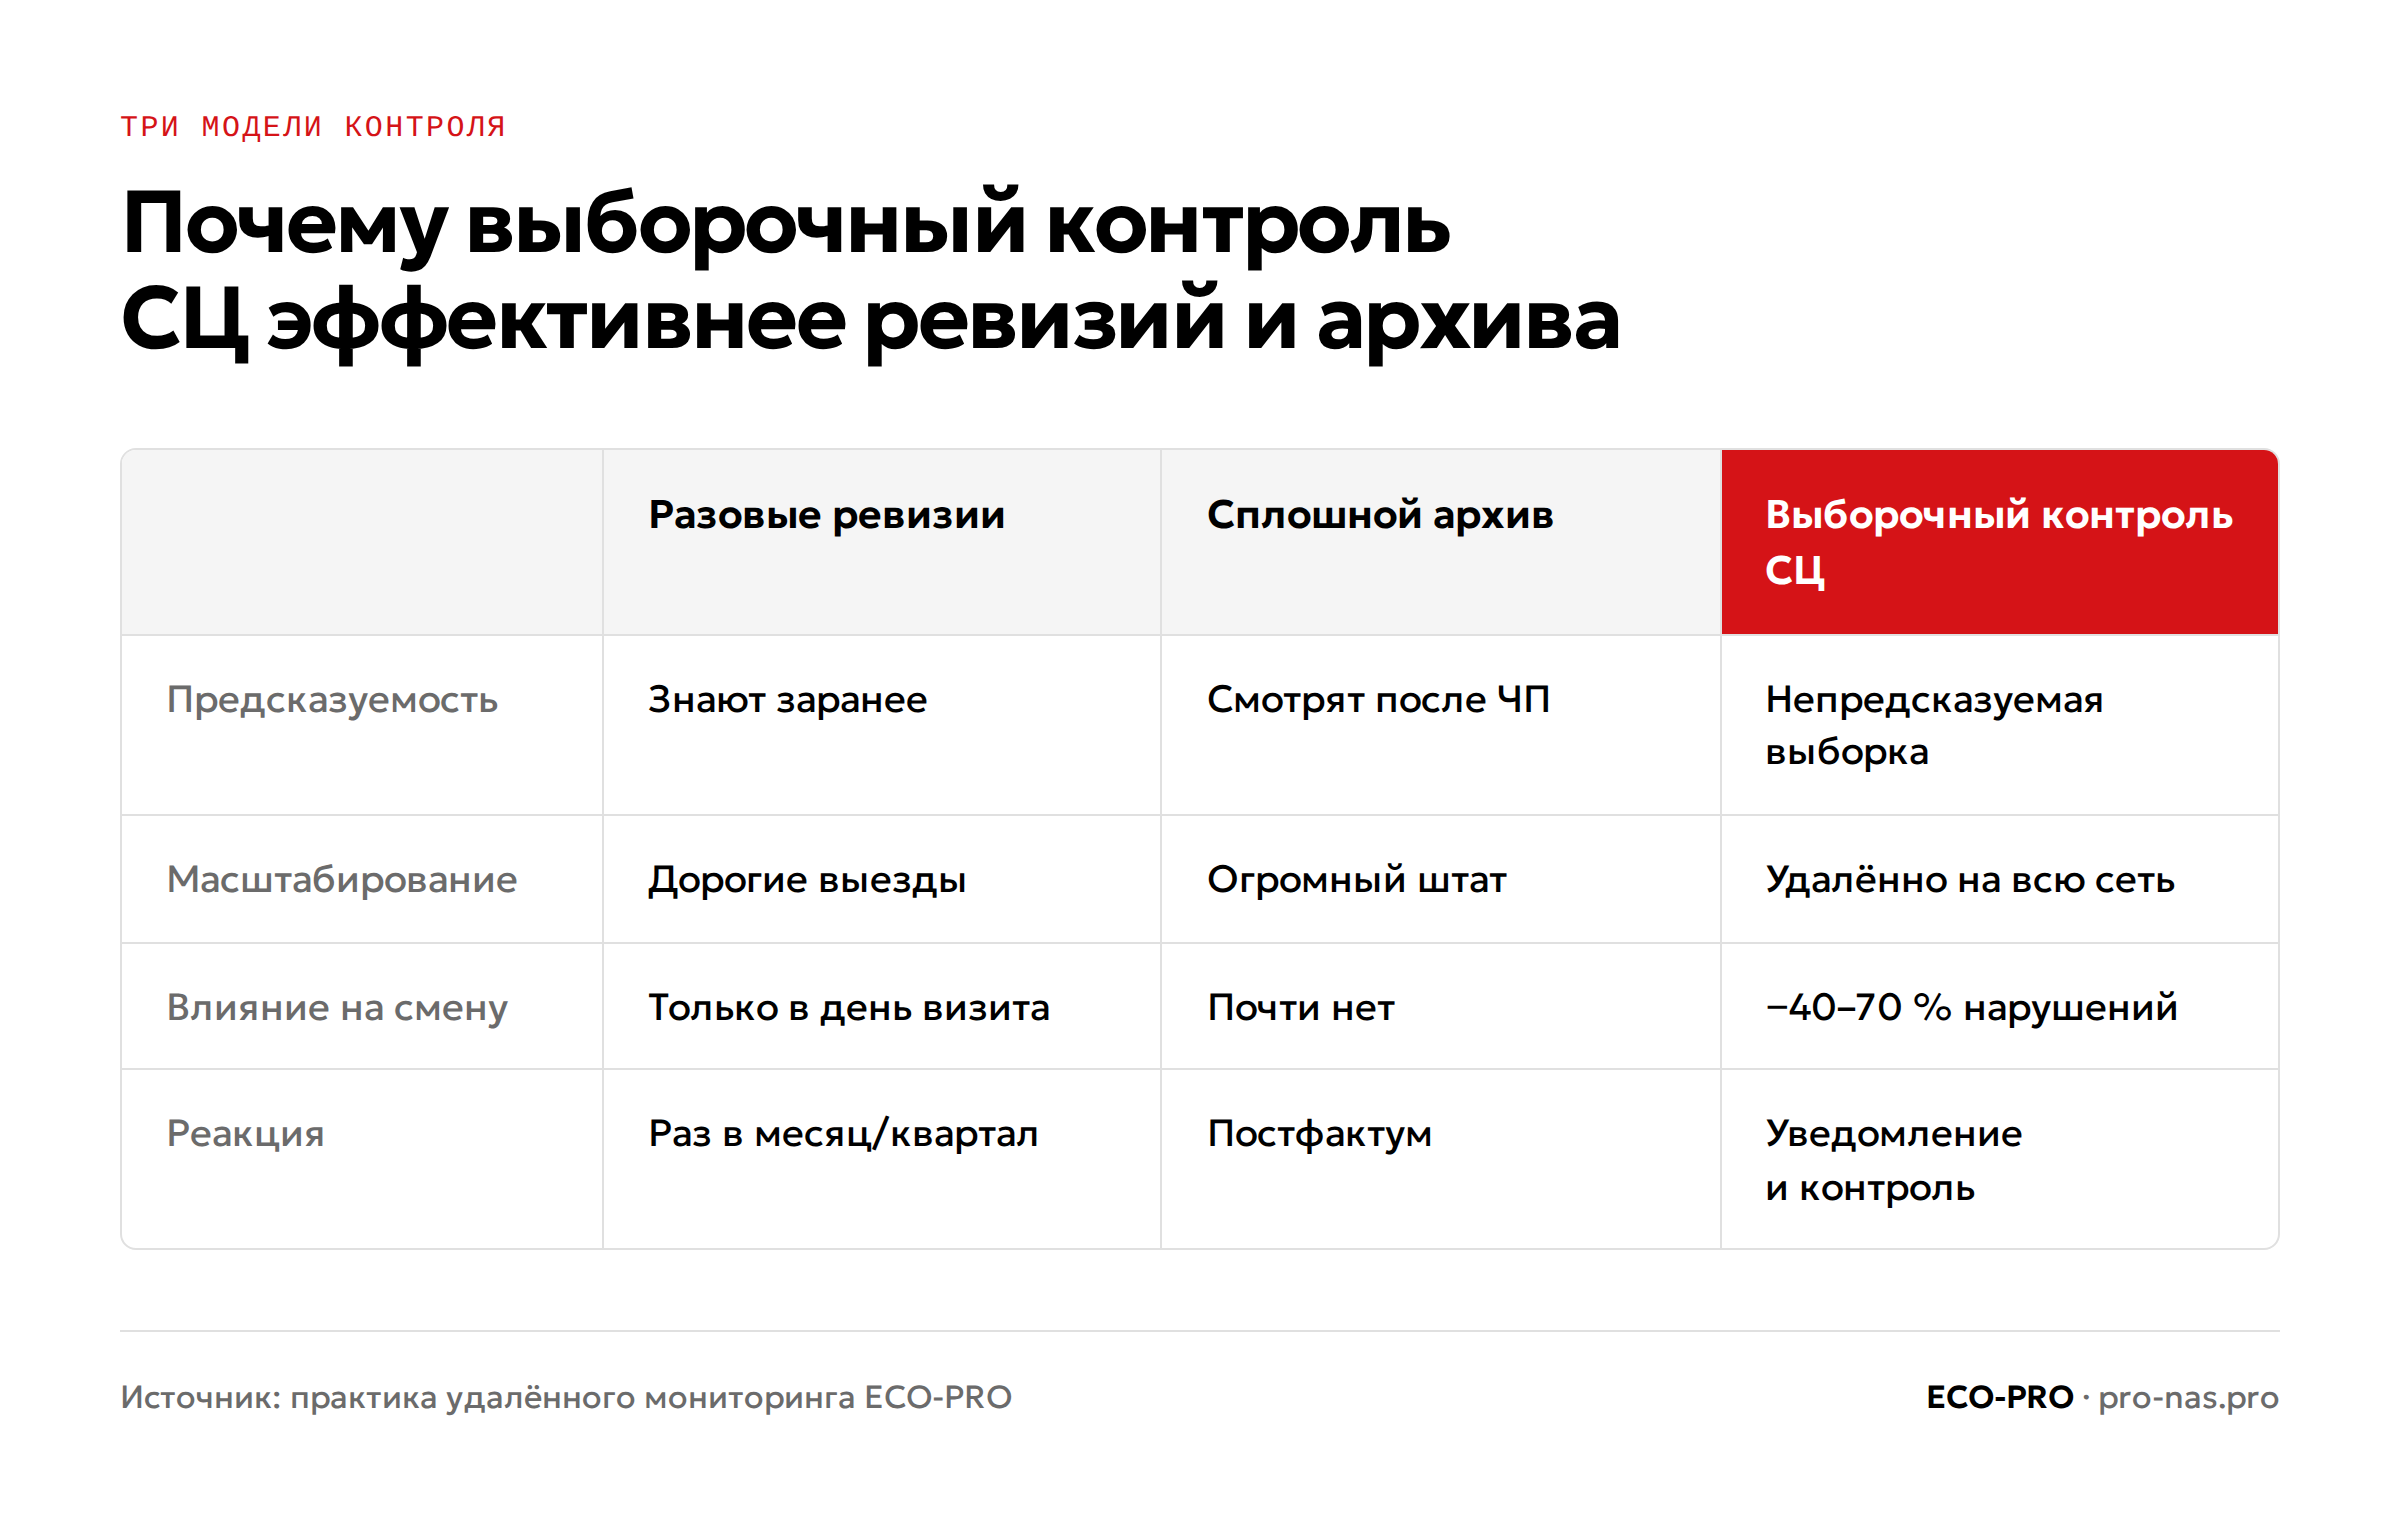 ТРИ МОДЕЛИ КОНТРОЛЯ
Почему выборочный контроль
СЦ эффективнее ревизий и архива
Разовые ревизии
Сплошной архив
Выборочный контроль
СЦ
Предсказуемость
Знают заранее
Смотрят после ЧП
Непредсказуемая
выборка
Масштабирование
Дорогие выезды
Огромный штат
Удалённо на всю сеть
Влияние на смену
Только в день визита
Почти нет
−40–70 % нарушений
Реакция
Раз в месяц/квартал
Постфактум
Уведомление
и контроль
Источник: практика удалённого мониторинга ECO-PRO
ECO-PRO · pro-nas.pro